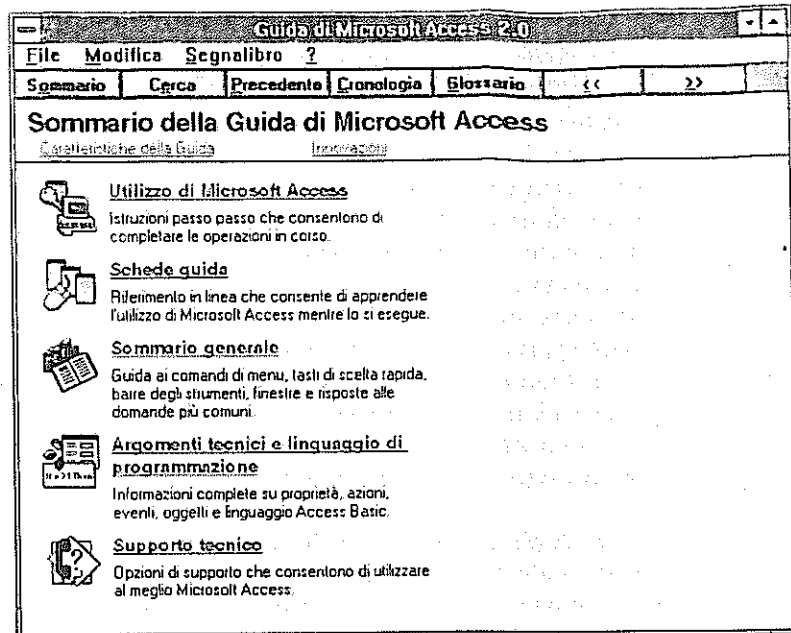 Guida di Microsoft Access 2.0
File Modifica Segnalibro ?
Sommario Cerca Precedente Cronologia Glossario << >>
Sommario della Guida di Microsoft Access
Caratteristiche della Guida Innovazioni
Utilizzo di Microsoft Access
Istruzioni passo passo che consentono di
completare le operazioni in corso.
Schede guida
Riferimento in linea che consente di apprendere
l'utilizzo di Microsoft Access mentre lo si esegue.
Sommario generale
Guida ai comandi di menu, tasti di scelta rapida,
barre degli strumenti, finestre e risposte alle
domande più comuni.
Argomenti tecnici e linguaggio di
programmazione
Informazioni complete su proprietà, azioni,
eventi, oggetti e linguaggio Access Basic.
Supporto tecnico
Opzioni di supporto che consentono di utilizzare
al meglio Microsoft Access.